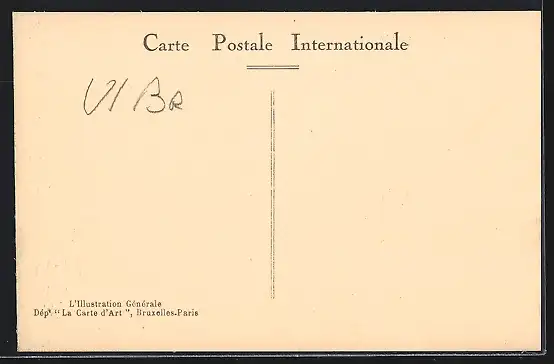 Carte Postale Internationale
VI BR
L'Illustration Générale
Dépt "La Carte d'Art", Bruxelles-Paris